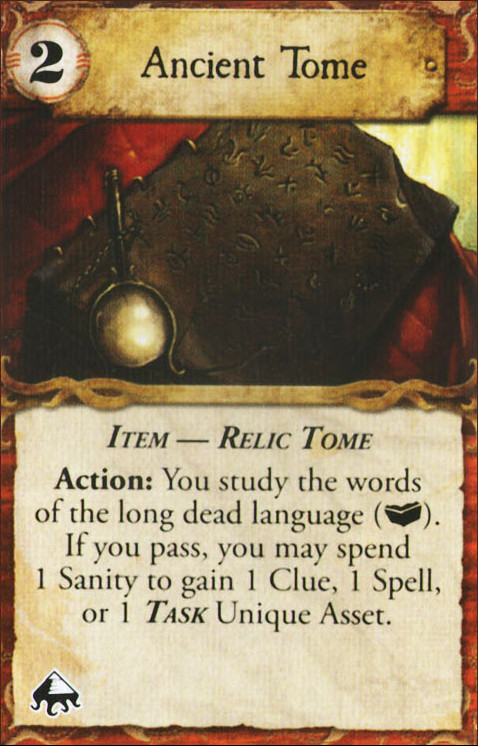 2
Ancient Tome
ITEM — RELIC TOME
Action: You study the words
of the long dead language ( ).
If you pass, you may spend
1 Sanity to gain 1 Clue, 1 Spell,
or 1 TASK Unique Asset.